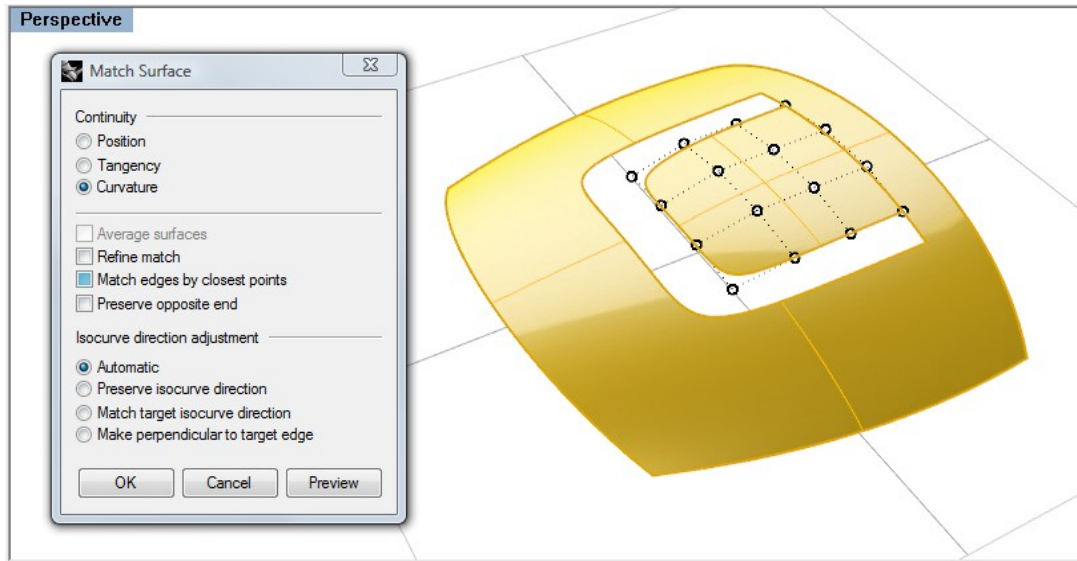 Perspective
Match Surface
Continuity
Position
Tangency
Curvature
Average surfaces
Refine match
Match edges by closest points
Preserve opposite end
Isocurve direction adjustment
Automatic
Preserve isocurve direction
Match target isocurve direction
Make perpendicular to target edge
OK Cancel Preview